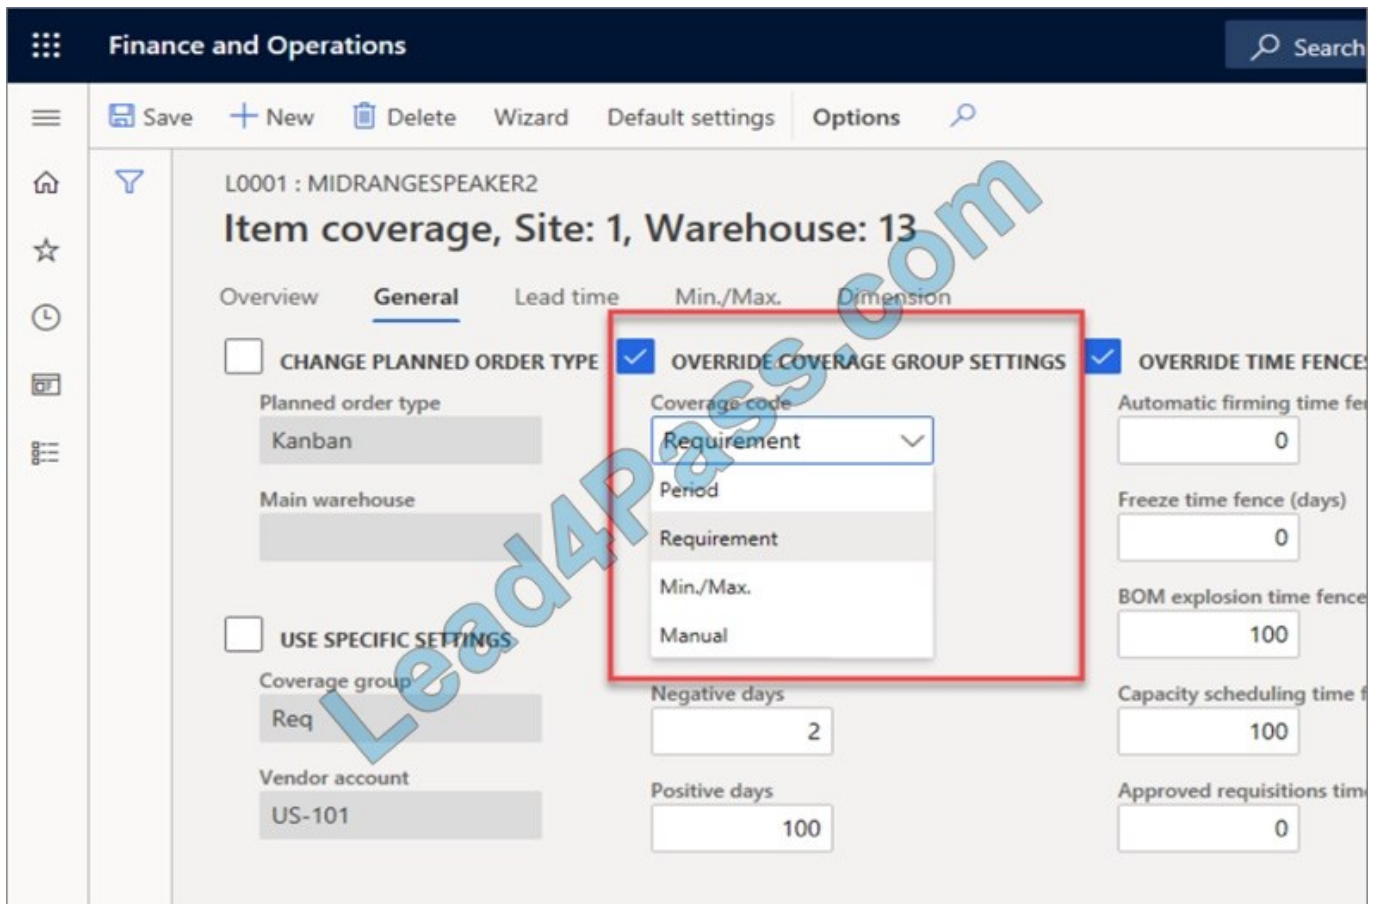 Finance and Operations
Search
Save
New
Delete
Wizard
Default settings
Options
L0001 : MIDRANGESPEAKER2
Item coverage, Site: 1, Warehouse: 13
Overview
General
Lead time
Min./Max.
Dimension
CHANGE PLANNED ORDER TYPE
Planned order type
Kanban
Main warehouse
USE SPECIFIC SETTINGS
Coverage group
Req
Vendor account
US-101
OVERRIDE COVERAGE GROUP SETTINGS
Coverage code
Requirement
Period
Requirement
Min./Max.
Manual
Negative days
2
Positive days
100
OVERRIDE TIME FENCES
Automatic firming time
0
Freeze time fence (days)
0
BOM explosion time fence
100
Capacity scheduling time
100
Approved requisitions
0
Lead4Pass.com